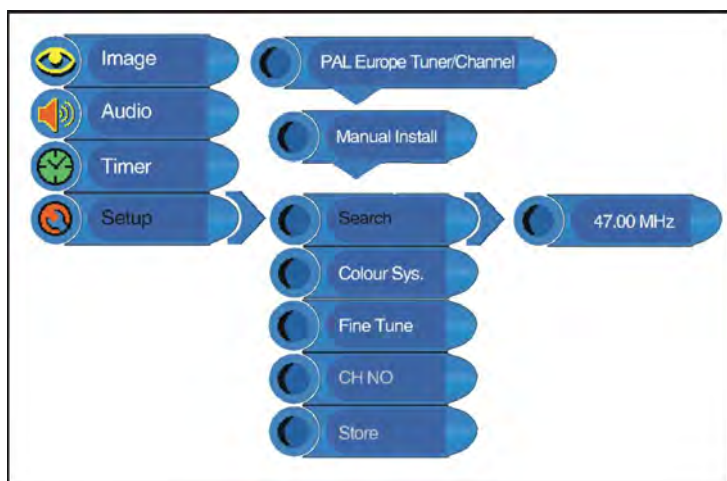 Image
Audio
Timer
Setup
PAL Europe Tuner/Channel
Manual Install
Search
47.00 MHz
Colour Sys.
Fine Tune
CH NO
Store